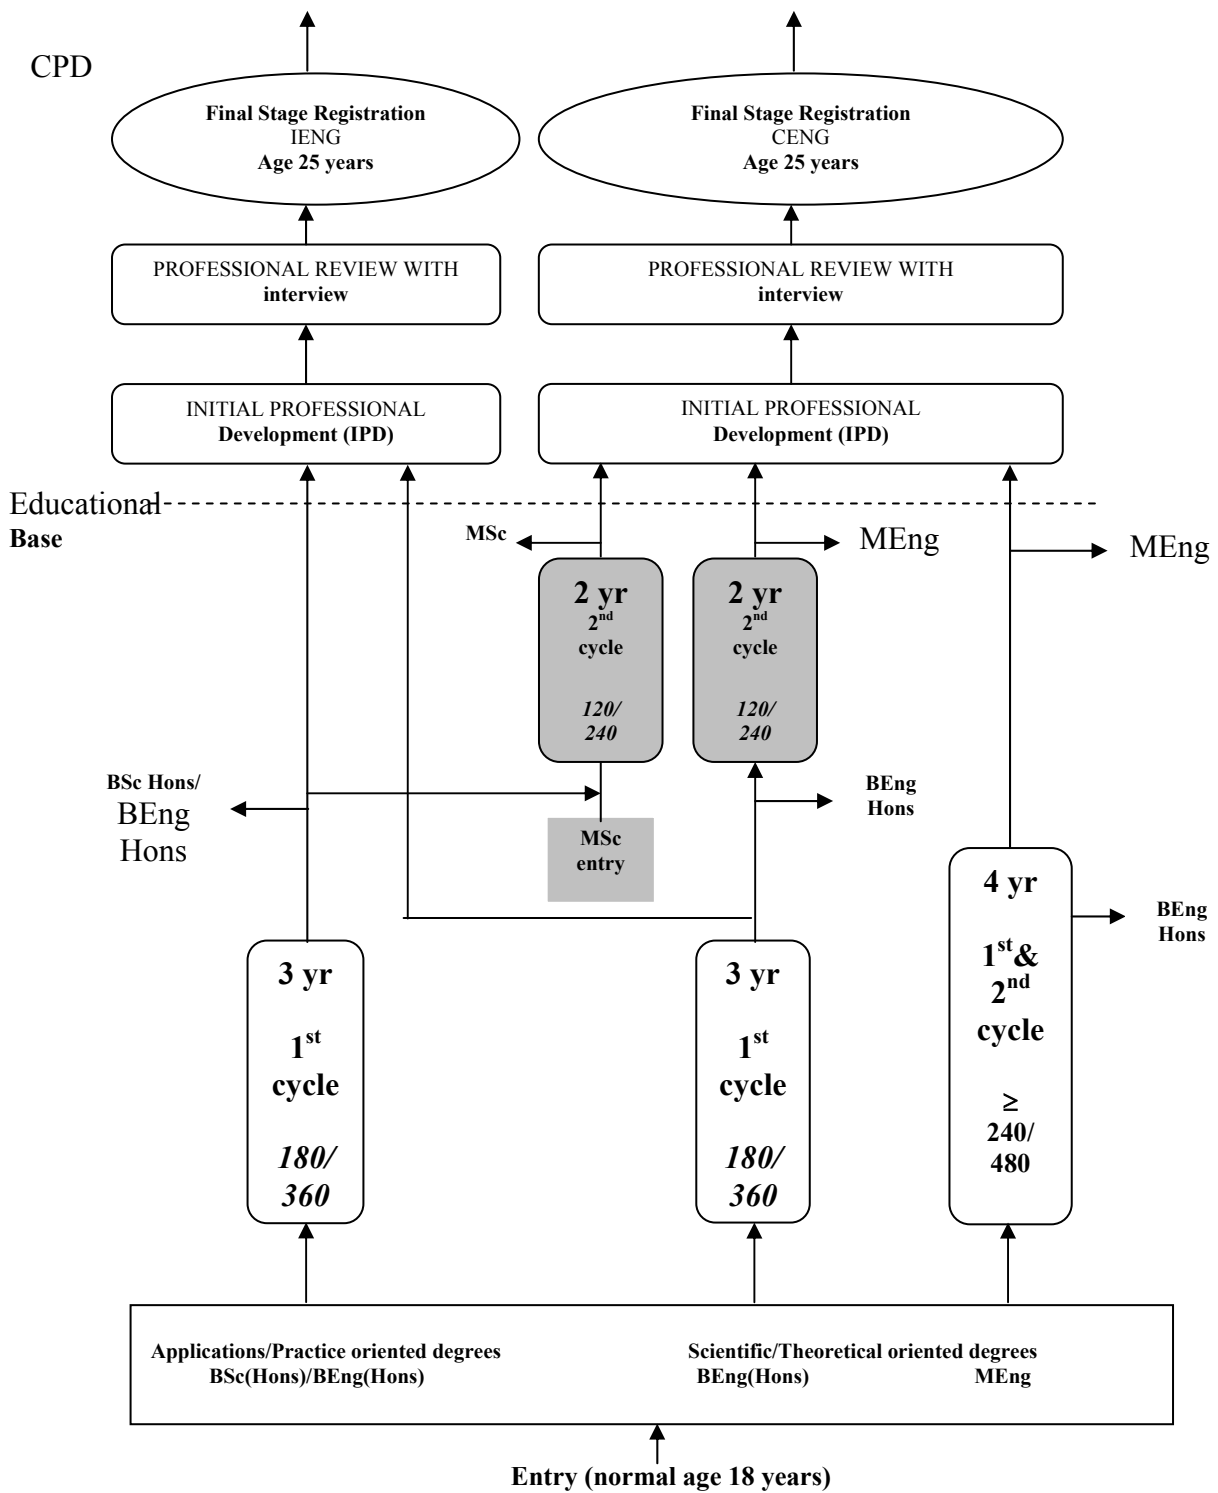 CPD
Final Stage Registration
IENG
Age 25 years
Final Stage Registration
CENG
Age 25 years
PROFESSIONAL REVIEW WITH
interview
PROFESSIONAL REVIEW WITH
interview
INITIAL PROFESSIONAL
Development (IPD)
INITIAL PROFESSIONAL
Development (IPD)
Educational
Base
MSc
MEng
MEng
2 yr
2nd
cycle
120/
240
2 yr
2nd
cycle
120/
240
BSc Hons/
BEng
Hons
BEng
Hons
MSc
entry
4 yr
1st &
2nd
cycle
≥
240/
480
BEng
Hons
3 yr
1st
cycle
180/
360
3 yr
1st
cycle
180/
360
Applications/Practice oriented degrees
BSc(Hons)/BEng(Hons)
Scientific/Theoretical oriented degrees
BEng(Hons) MEng
Entry (normal age 18 years)